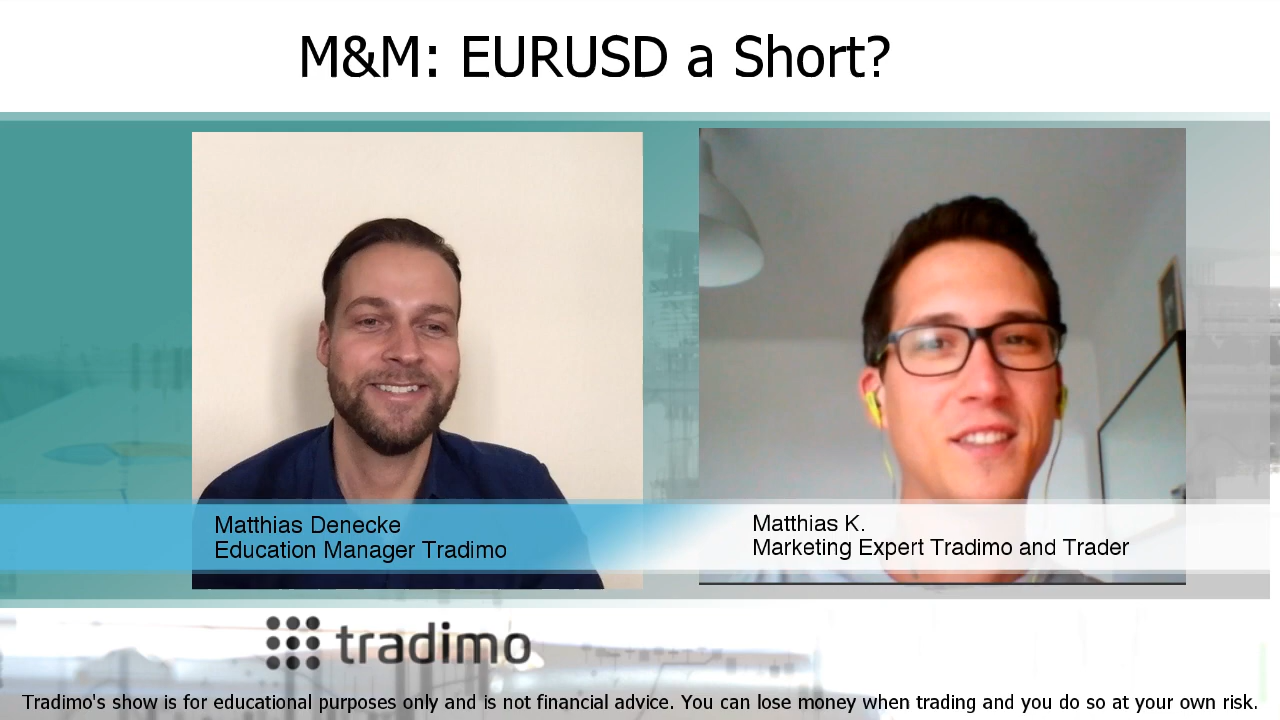 M&M: EURUSD a Short?
Matthias Denecke
Education Manager Tradimo
Matthias K.
Marketing Expert Tradimo and Trader
tradimo
Tradimo's show is for educational purposes only and is not financial advice. You can lose money when trading and you do so at your own risk.